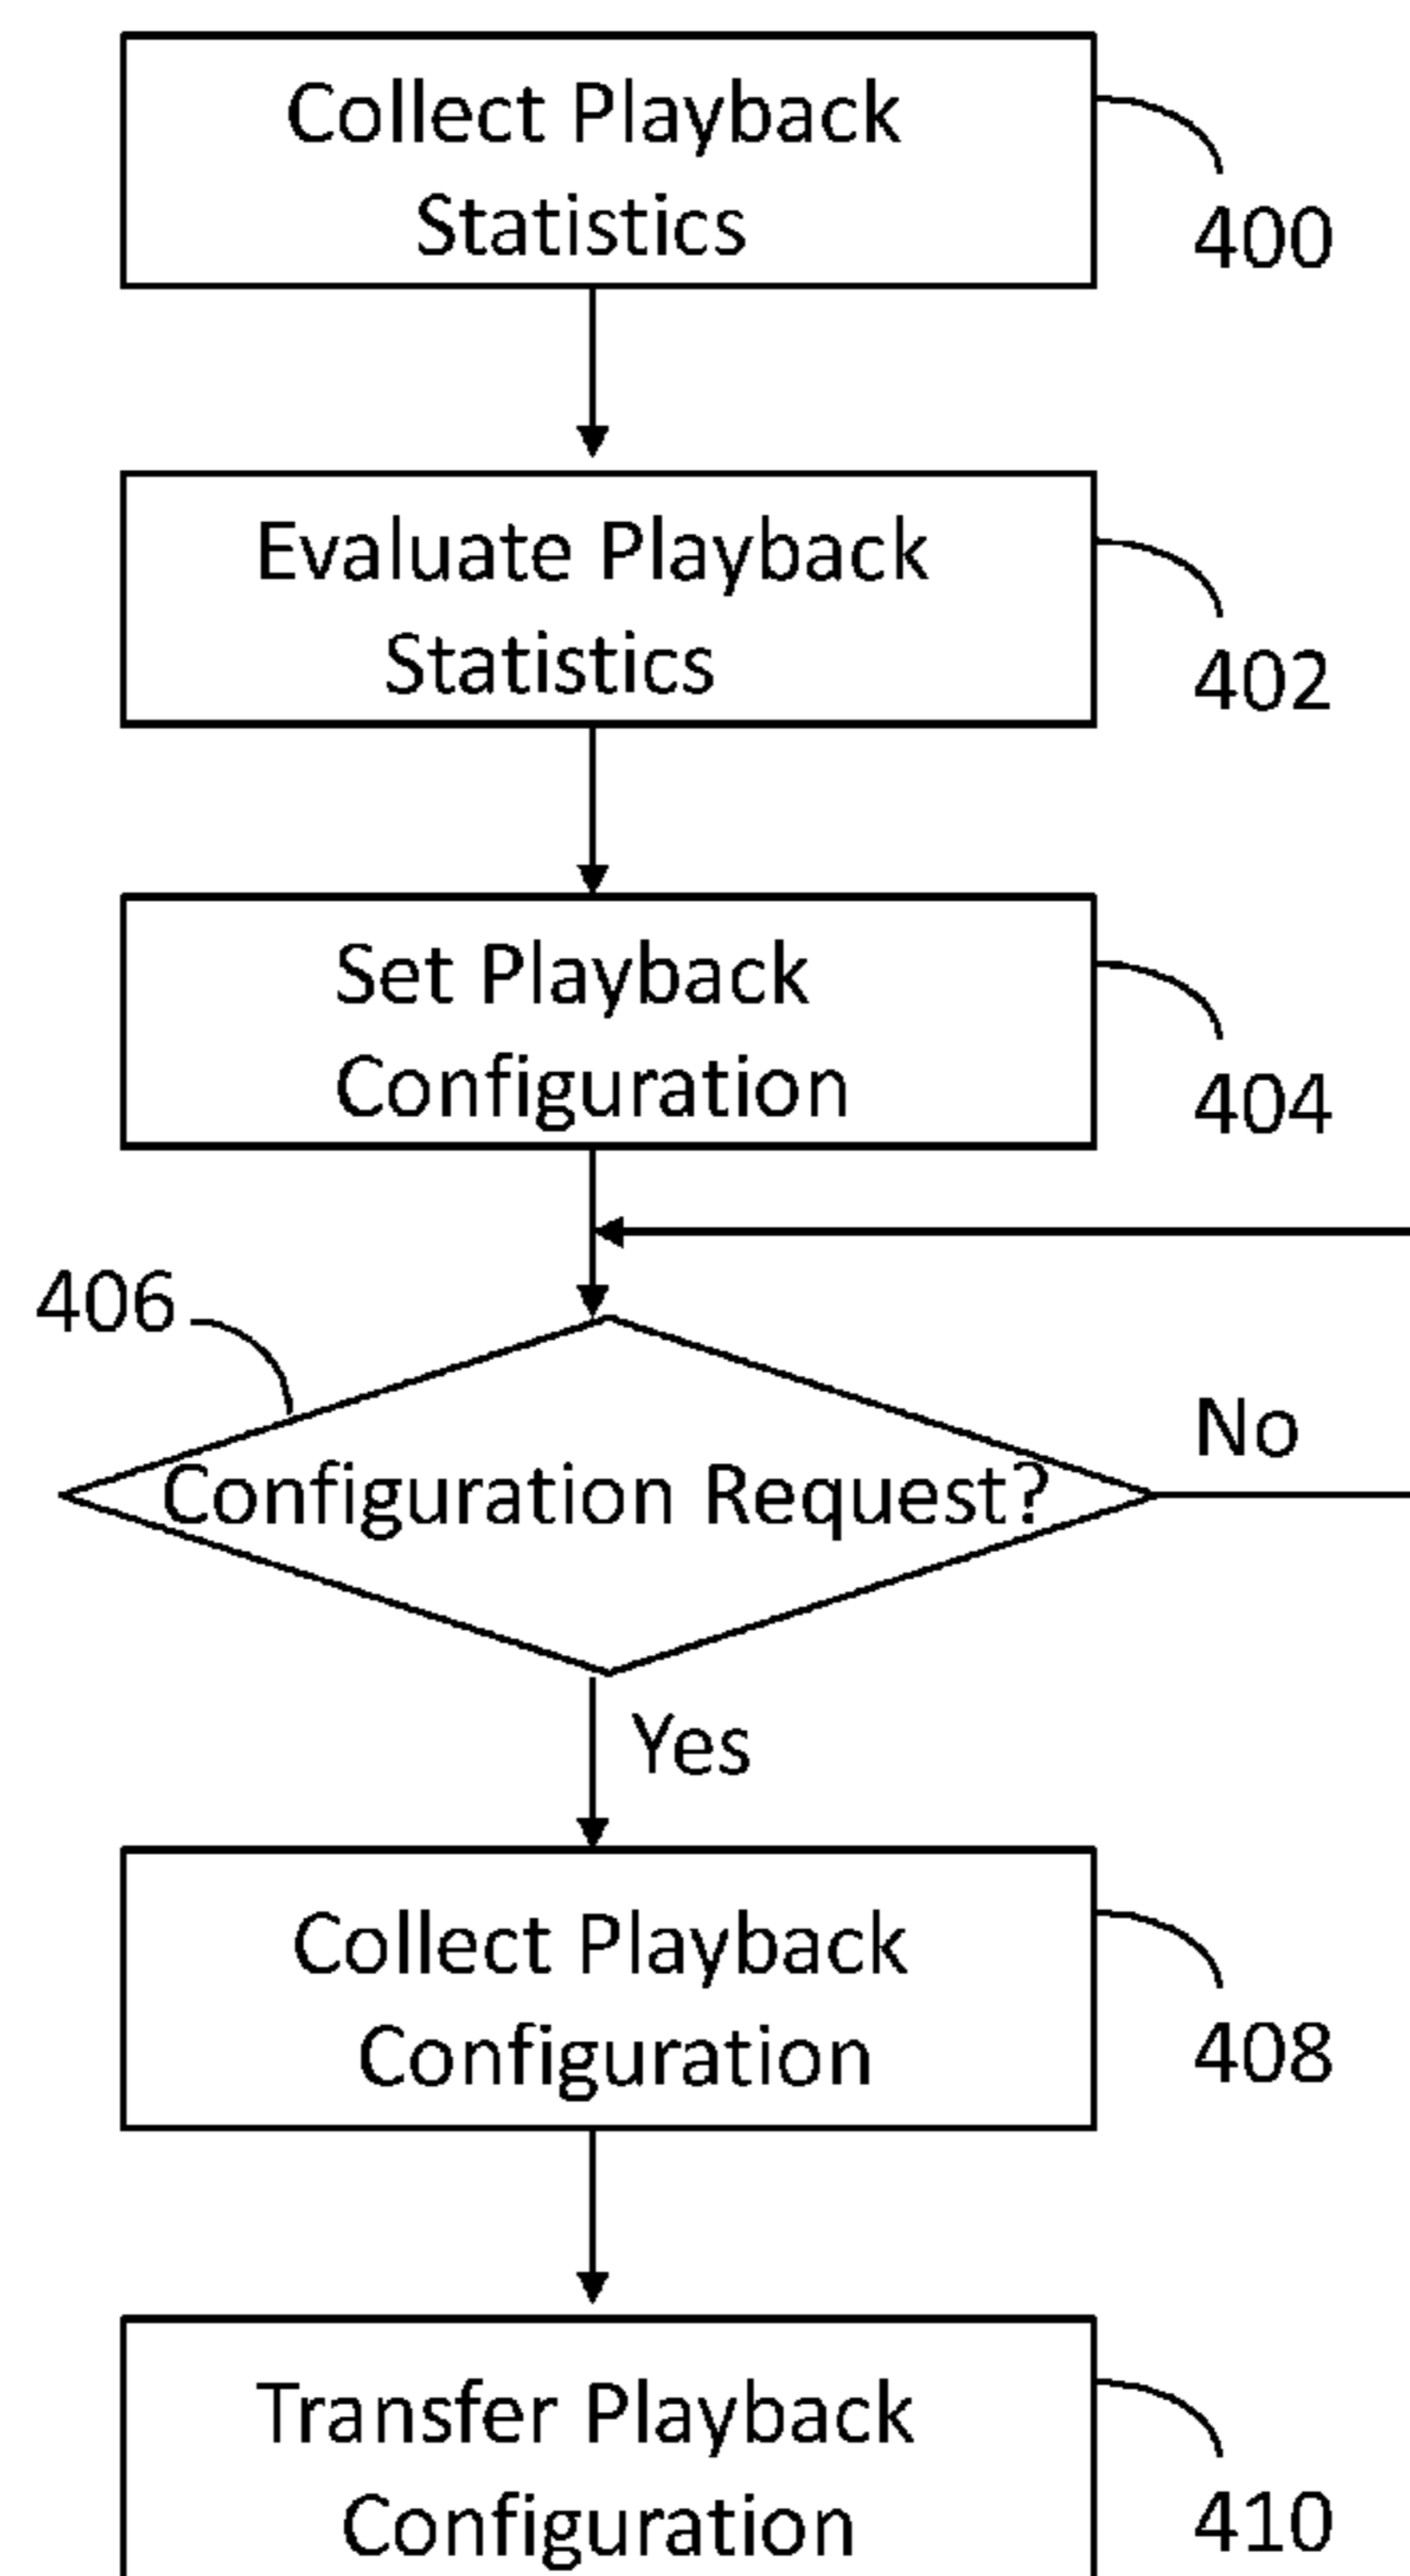 Collect Playback
Statistics
400
Evaluate Playback
Statistics
402
Set Playback
Configuration
404
406
Configuration Request?
No
Yes
Collect Playback
Configuration
408
Transfer Playback
Configuration
410